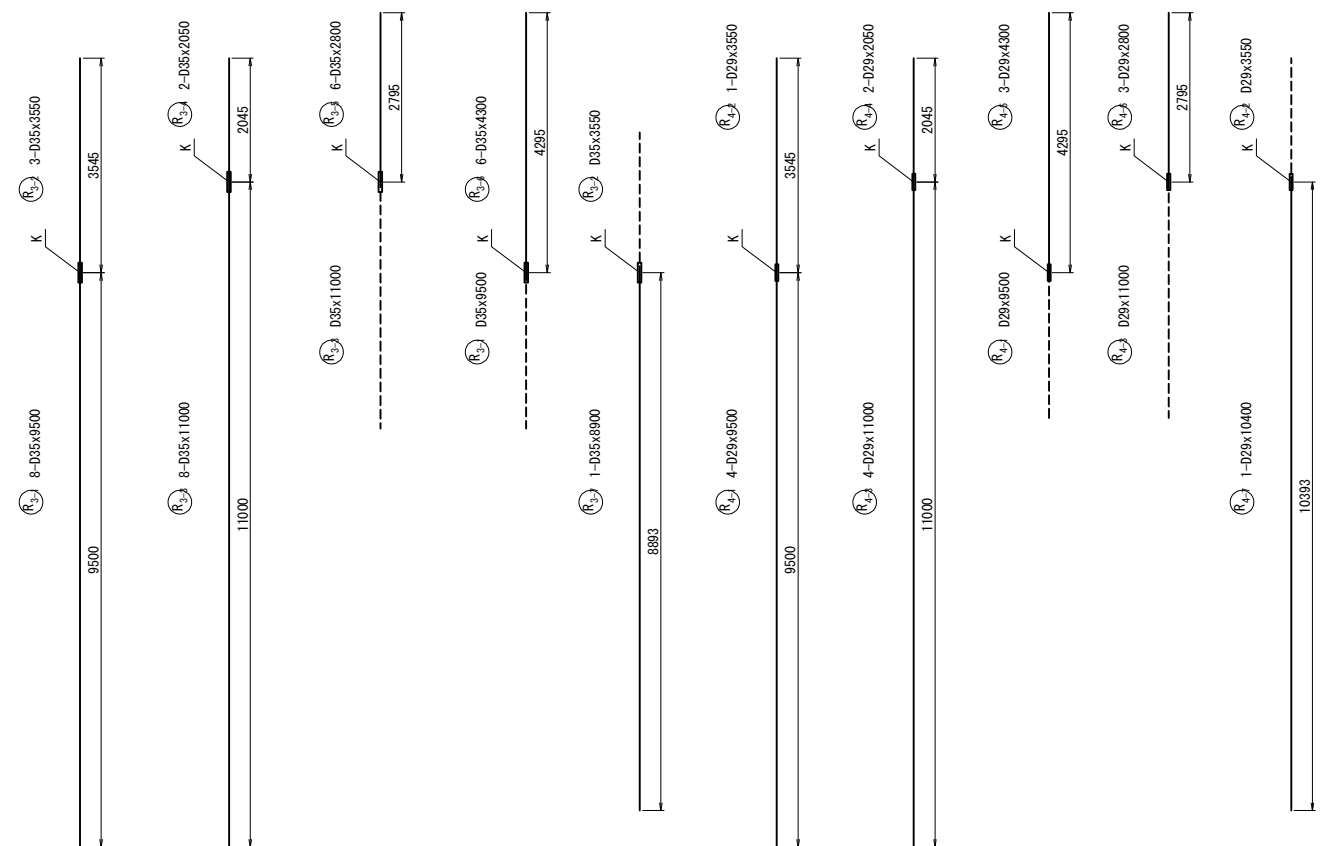 R3-2 3-D35x3550
3545
K
R3-1 8-D35x9500
9500
R3-4 2-D35x2050
2045
K
R3-3 8-D35x11000
11000
R3-5 6-D35x2800
2795
K
R3-3 D35x11000
R3-6 6-D35x4300
4295
K
R3-1 D35x9500
R3-2 D35x3550
K
R3-7 1-D35x8900
8893
R4-2 1-D29x3550
3545
K
R4-1 4-D29x9500
9500
R4-4 2-D29x2050
2045
K
R4-3 4-D29x11000
11000
R4-5 3-D29x4300
4295
K
R4-1 D29x9500
R4-6 3-D29x2800
2795
K
R4-3 D29x11000
R4-2 D29x3550
K
R4-7 1-D29x10400
10393